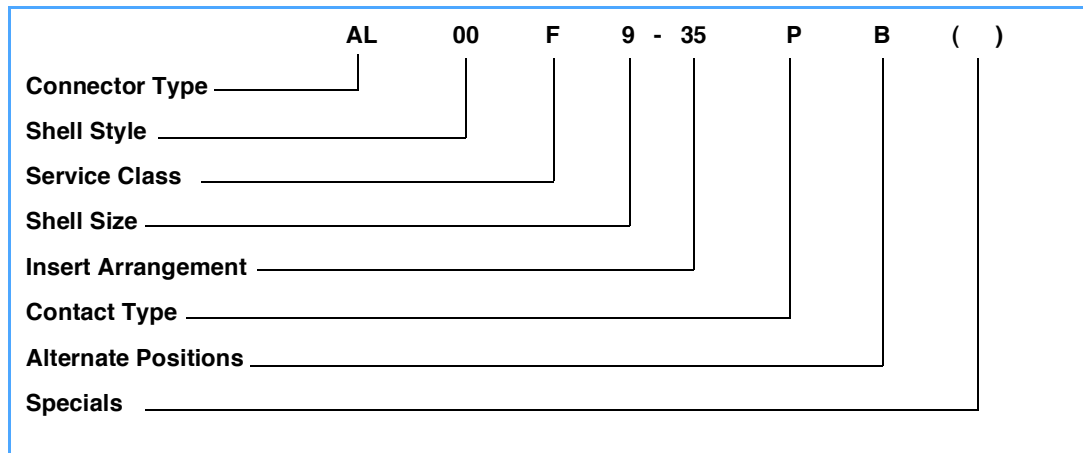 AL 00 F 9 - 35 P B ( )
Connector Type
Shell Style
Service Class
Shell Size
Insert Arrangement
Contact Type
Alternate Positions
Specials